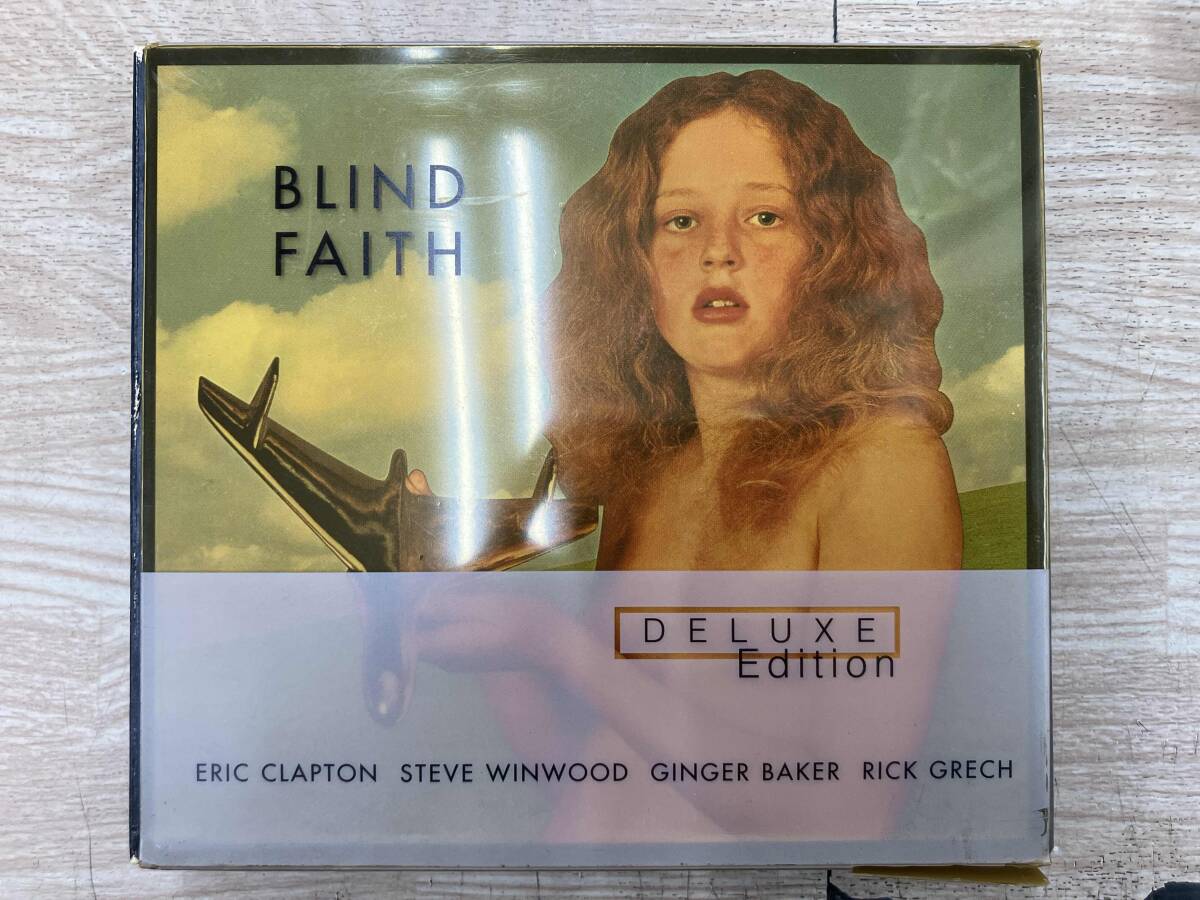 BLIND
FAITH
DELUXE
Edition
ERIC CLAPTON STEVE WINWOOD GINGER BAKER RICK GRECH